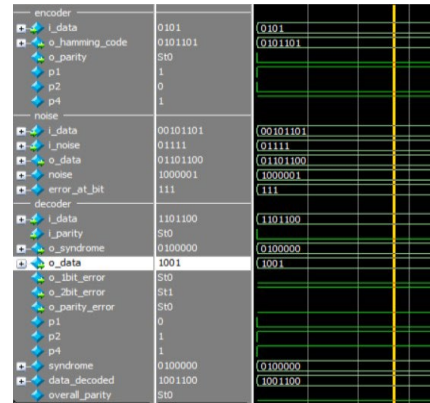 encoder
i_data 0101 0101
o_hamming_code 0101101 0101101
o_parity St0
p1 1
p2 0
p4 1
noise
i_data 00101101 00101101
i_noise 01111 01111
o_data 01101100 01101100
noise 1000001 1000001
error_at_bit 111 111
decoder
i_data 1101100 1101100
i_parity St0
o_syndrome 0100000 0100000
o_data 1001 1001
o_1bit_error St0
o_2bit_error St1
o_parity_error St0
p1 0
p2 1
p4 1
syndrome 0100000 0100000
data_decoded 1001100 1001100
overall_parity St0